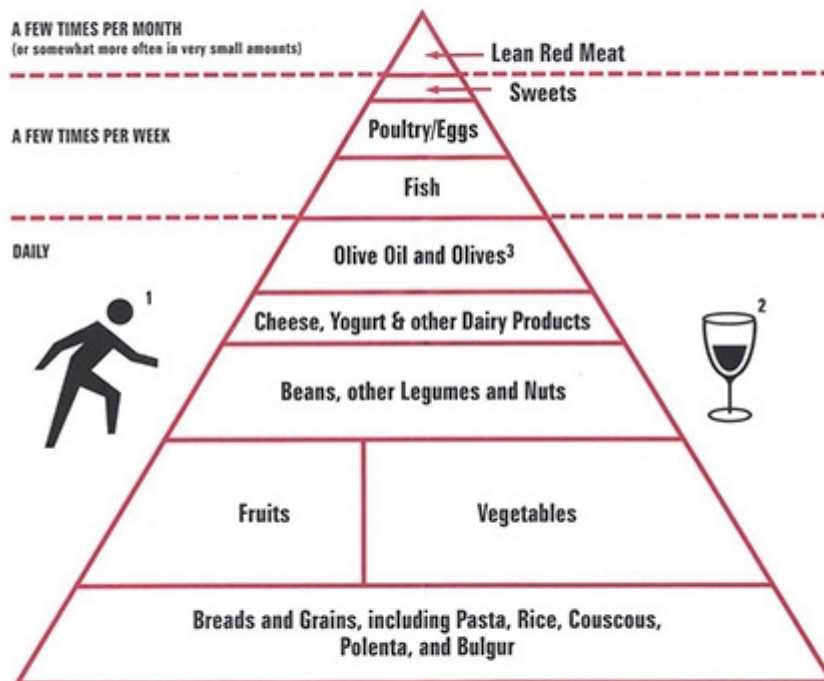 A FEW TIMES PER MONTH
(or somewhat more often in very small amounts)
Lean Red Meat
Sweets
A FEW TIMES PER WEEK
Poultry/Eggs
Fish
DAILY
Olive Oil and Olives³
1
2
Cheese, Yogurt & other Dairy Products
Beans, other Legumes and Nuts
Fruits
Vegetables
Breads and Grains, including Pasta, Rice, Couscous,
Polenta, and Bulgur